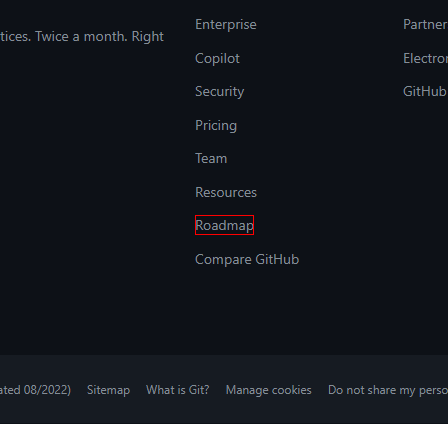 tices. Twice a month. Right
Enterprise
Copilot
Security
Pricing
Team
Resources
Roadmap
Compare GitHub
Partner
Electron
GitHub
ated 08/2022) Sitemap What is Git? Manage cookies Do not share my perso